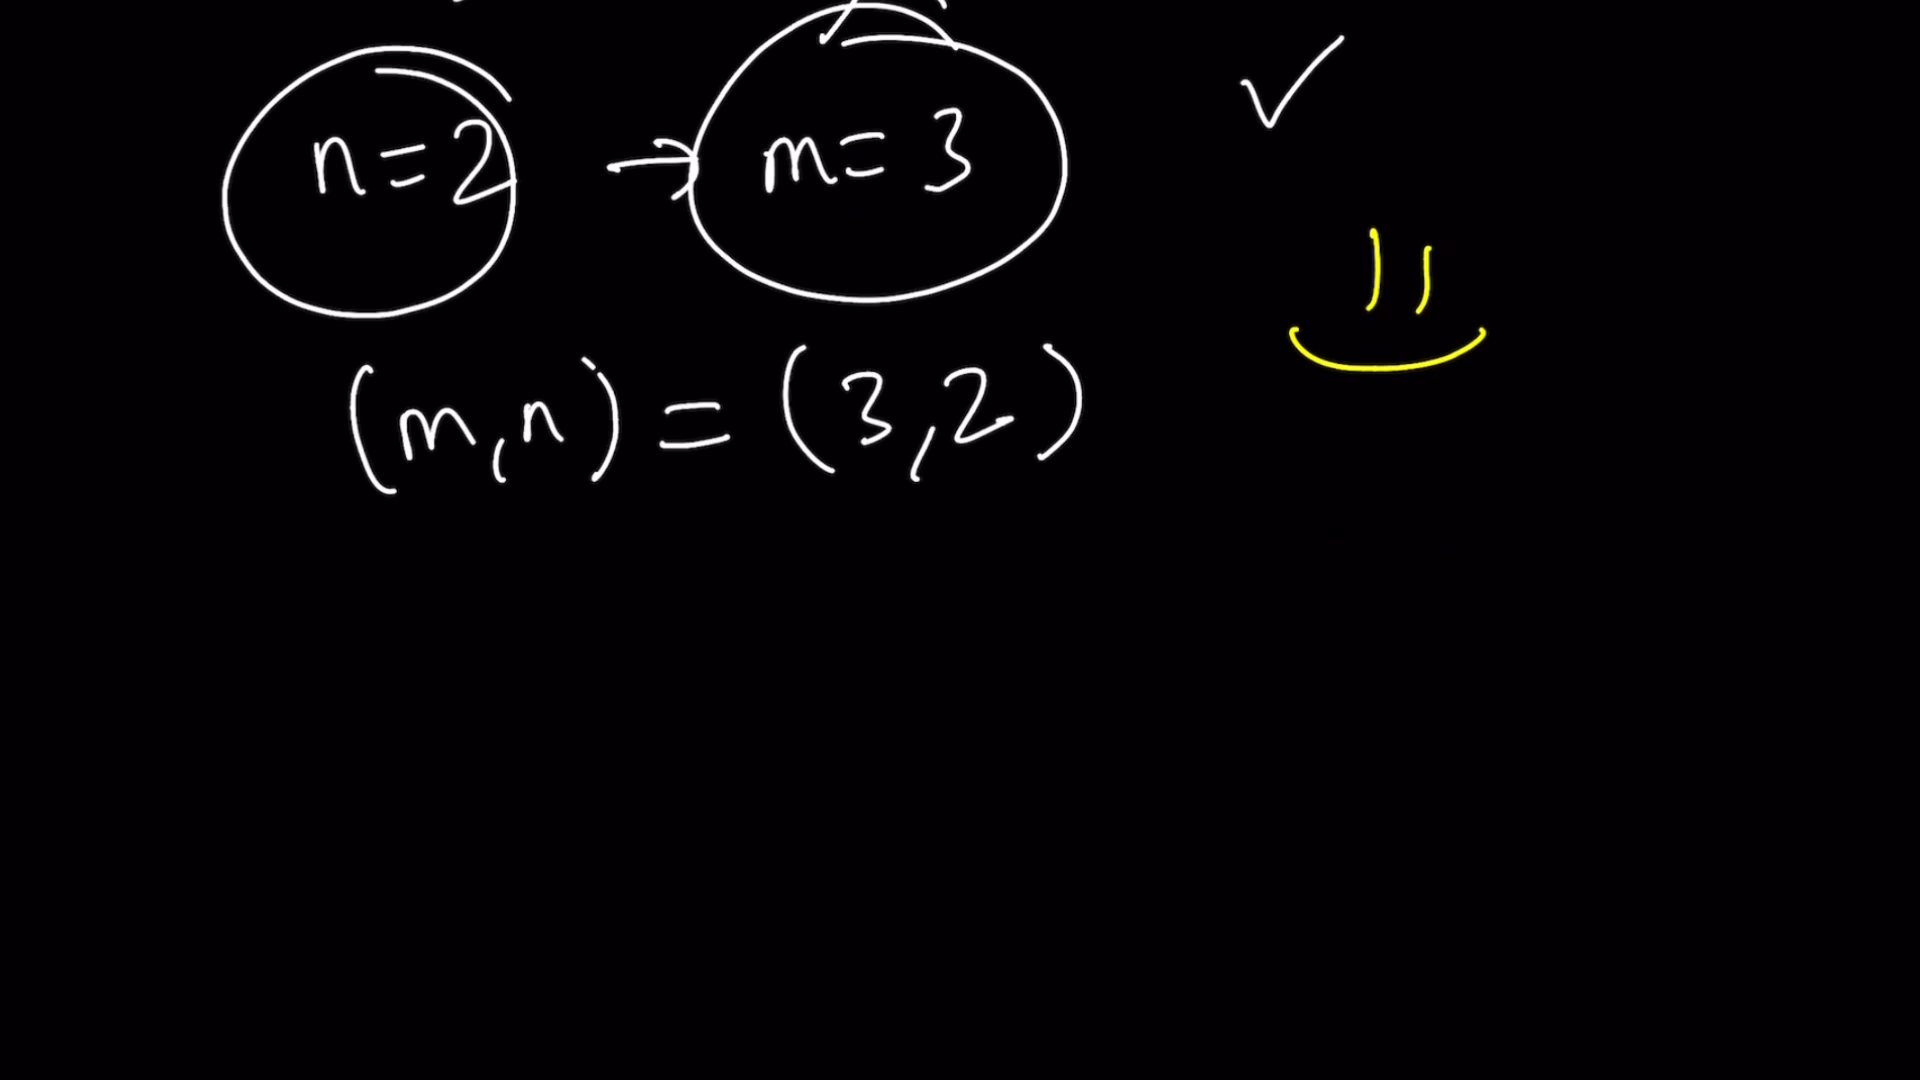 n=2 → m=3 ✓
(m,n)=(3,2)